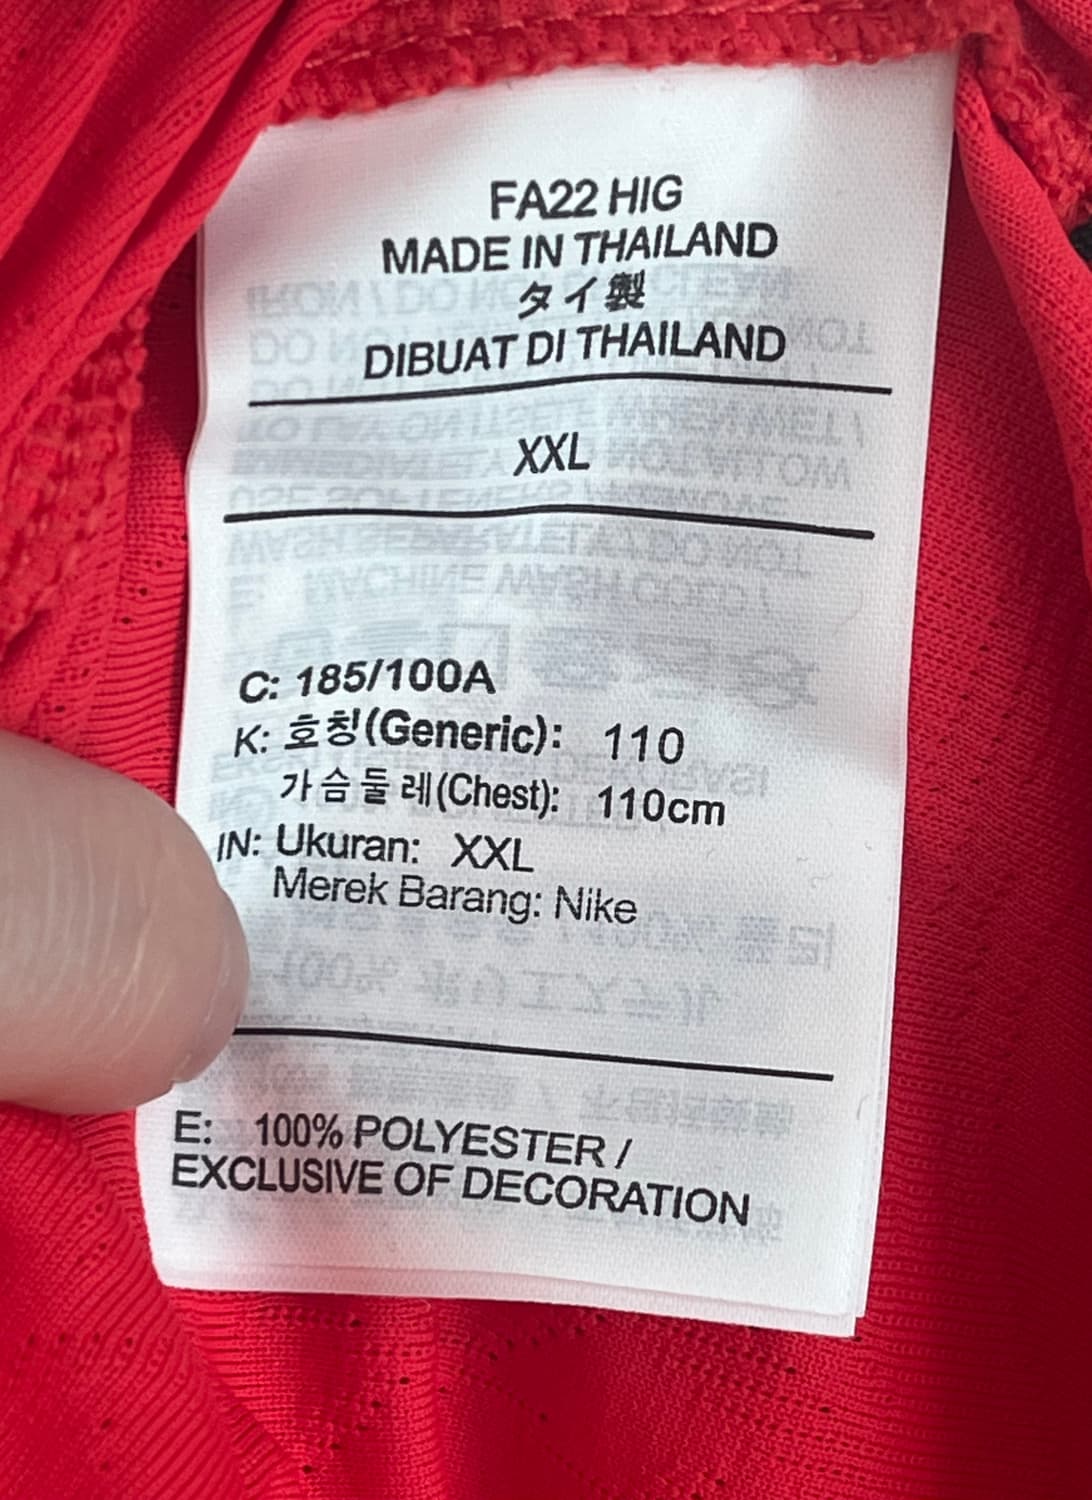 FA22 HIG
MADE IN THAILAND
タイ製
DIBUAT DI THAILAND
XXL
C: 185/100A
K: 호칭(Generic): 110
가슴둘레(Chest): 110cm
IN: Ukuran: XXL
Merek Barang: Nike
E: 100% POLYESTER /
EXCLUSIVE OF DECORATION